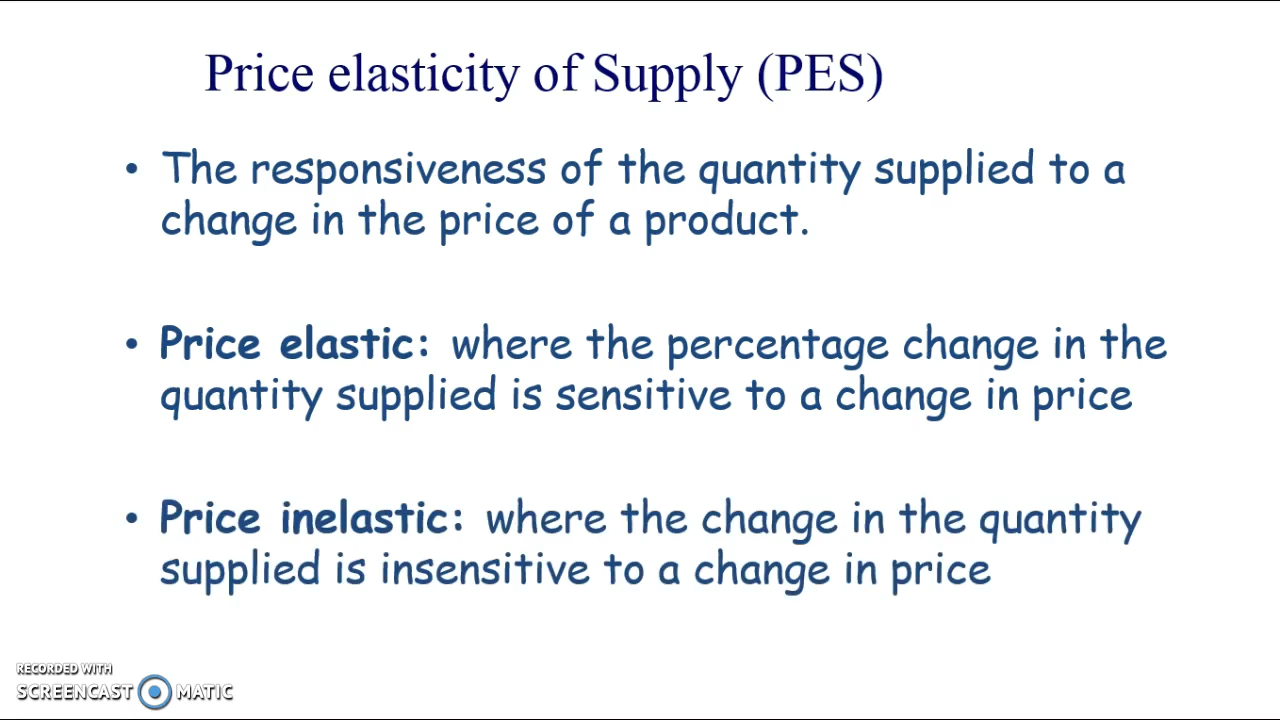 Price elasticity of Supply (PES)
• The responsiveness of the quantity supplied to a
change in the price of a product.
• Price elastic: where the percentage change in the
quantity supplied is sensitive to a change in price
• Price inelastic: where the change in the quantity
supplied is insensitive to a change in price
RECORDED WITH
SCREENCAST MATIC